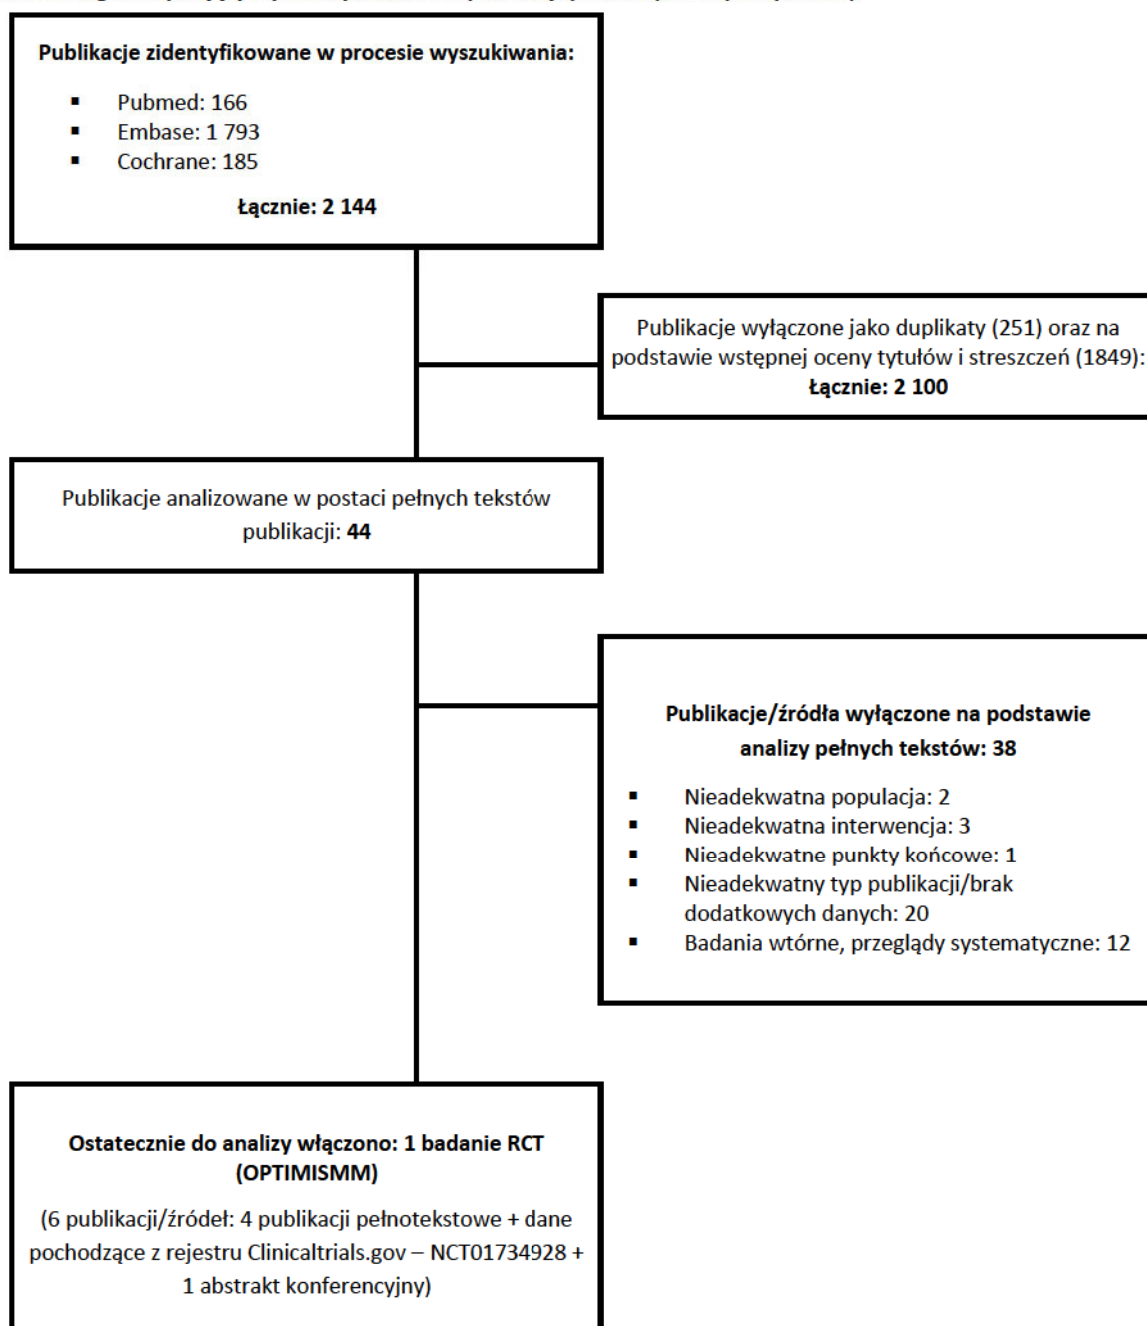 Publikacje zidentyfikowane w procesie wyszukiwania:
▪ Pubmed: 166
▪ Embase: 1 793
▪ Cochrane: 185
Łącznie: 2 144
Publikacje wyłączone jako duplikaty (251) oraz na
podstawie wstępnej oceny tytułów i streszczeń (1849):
Łącznie: 2 100
Publikacje analizowane w postaci pełnych tekstów
publikacji: 44
Publikacje/źródła wyłączone na podstawie
analizy pełnych tekstów: 38
▪ Nieadekwatna populacja: 2
▪ Nieadekwatna interwencja: 3
▪ Nieadekwatne punkty końcowe: 1
▪ Nieadekwatny typ publikacji/brak
dodatkowych danych: 20
▪ Badania wtórne, przeglądy systematyczne: 12
Ostatecznie do analizy włączono: 1 badanie RCT
(OPTIMISMM)
(6 publikacji/źródeł: 4 publikacji pełnotekstowe + dane
pochodzące z rejestru Clinicaltrials.gov – NCT01734928 +
1 abstrakt konferencyjny)